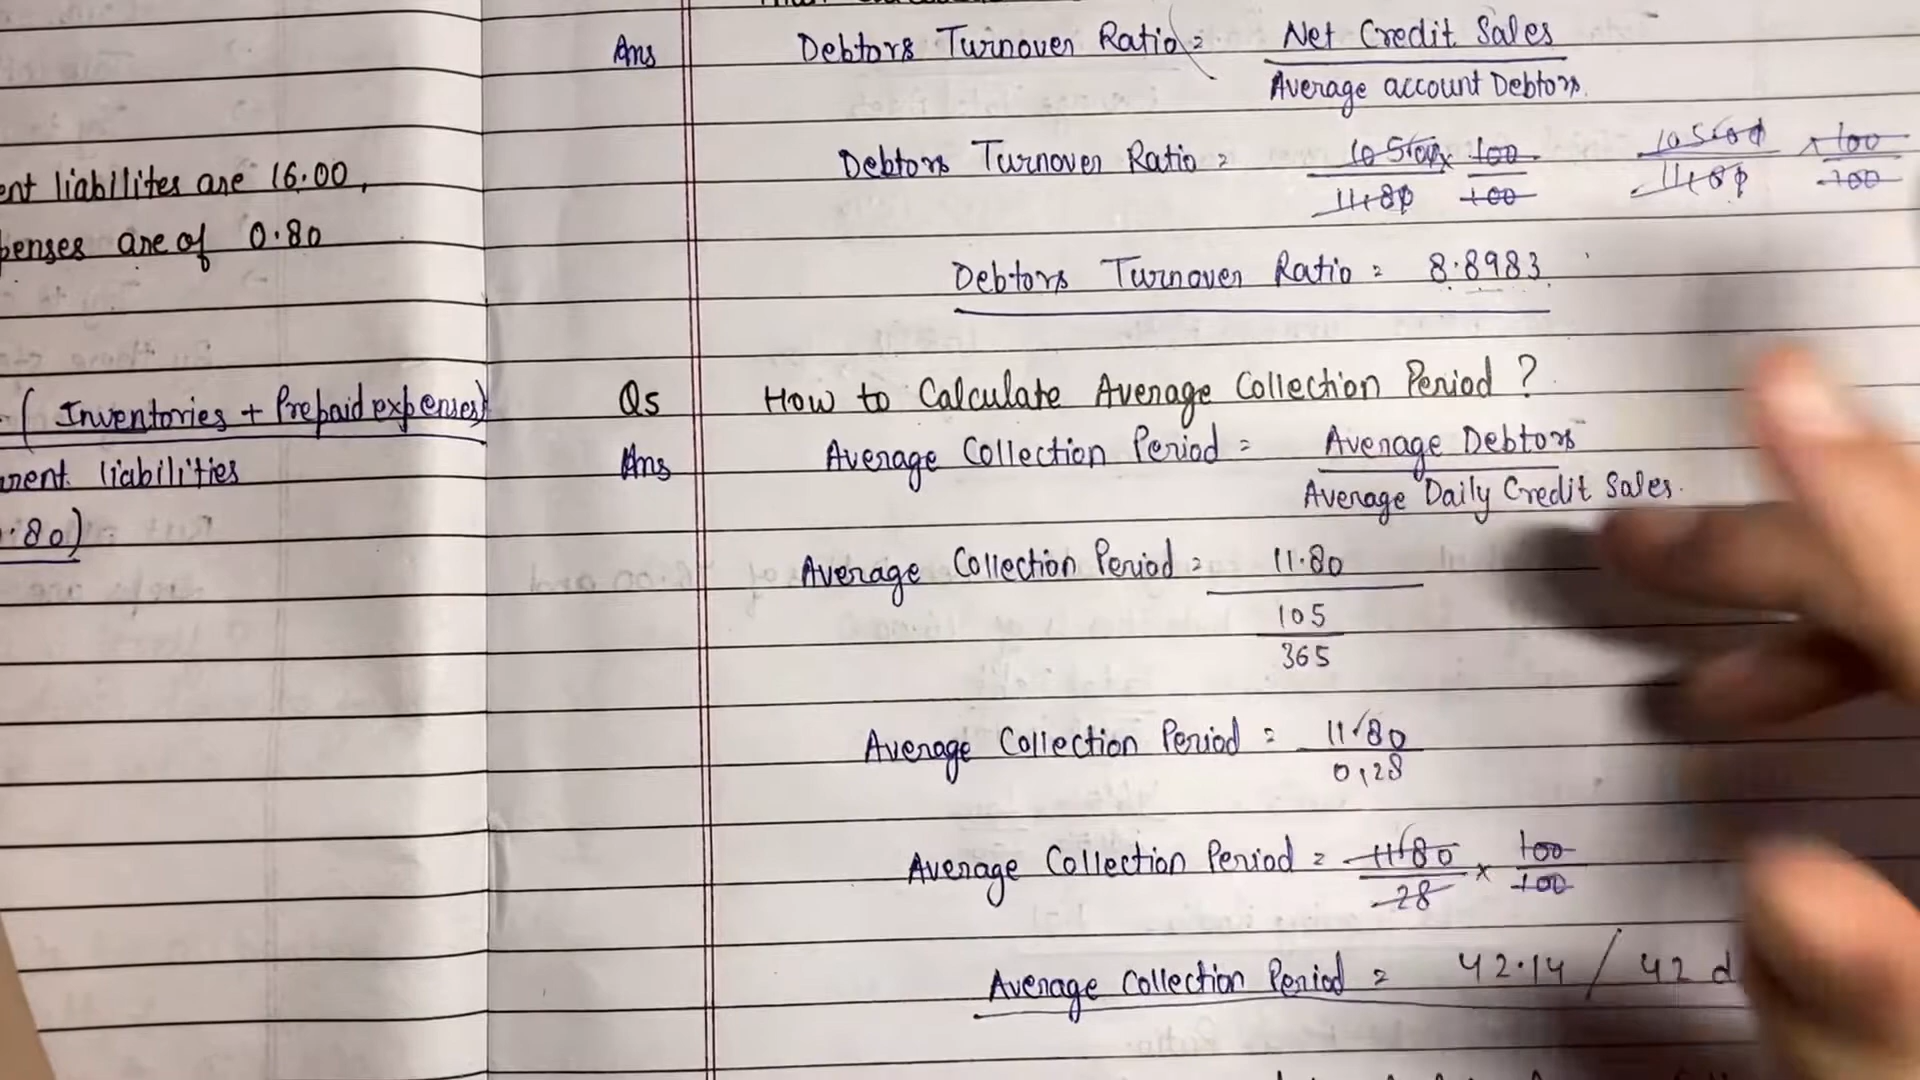 ent liabilites are 16.00,
penses are of 0.80
( Inventories + Prepaid expenses)
rrent liabilities
.80)
Ans Debtors Turnover Ratio = Net Credit Sales
Average account Debtors.
Debtors Turnover Ratio =
11.80 100 100
Debtors Turnover Ratio = 8.8983
Q5 How to Calculate Average Collection Period ?
Ans Average Collection Period = Average Debtors
Average Daily Credit Sales.
Average Collection Period = 11.80
105
365
Average Collection Period = 11.80
0.28
Average Collection Period = 11.80 × 100
28 100
Average Collection Period = 42.14 / 42 d